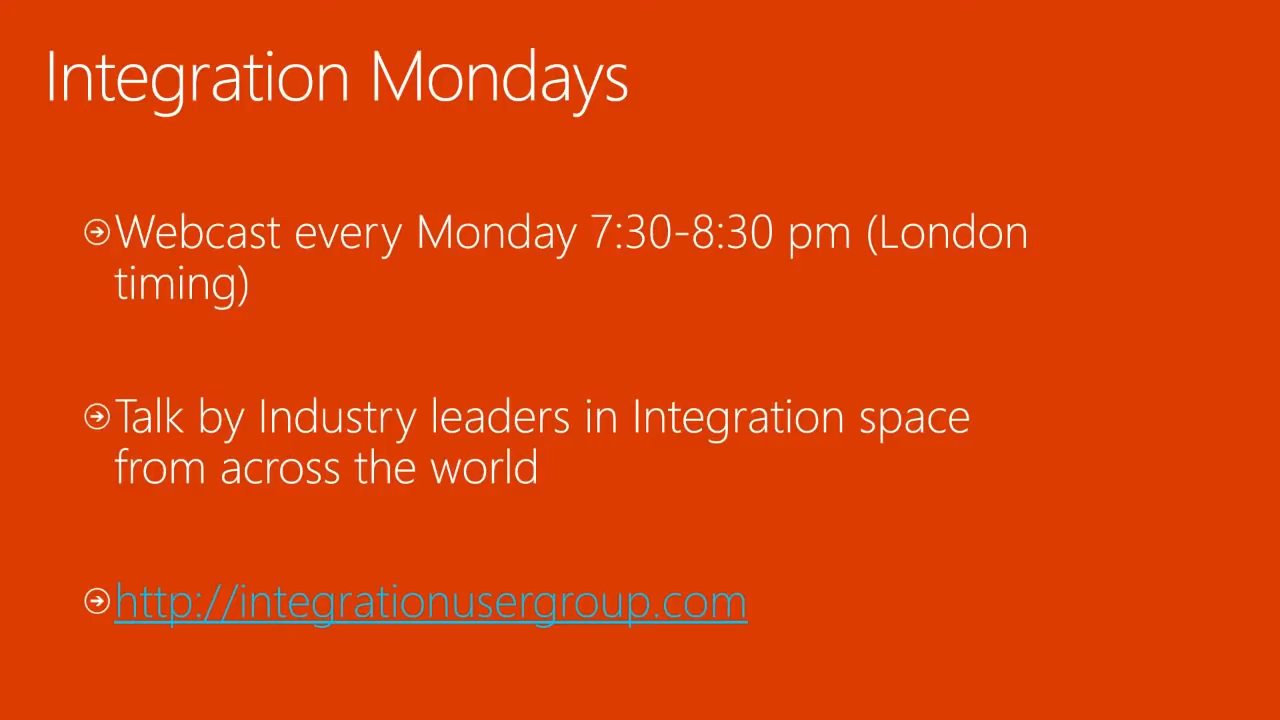 Integration Mondays
Webcast every Monday 7:30-8:30 pm (London
timing)
Talk by Industry leaders in Integration space
from across the world
http://integrationusergroup.com